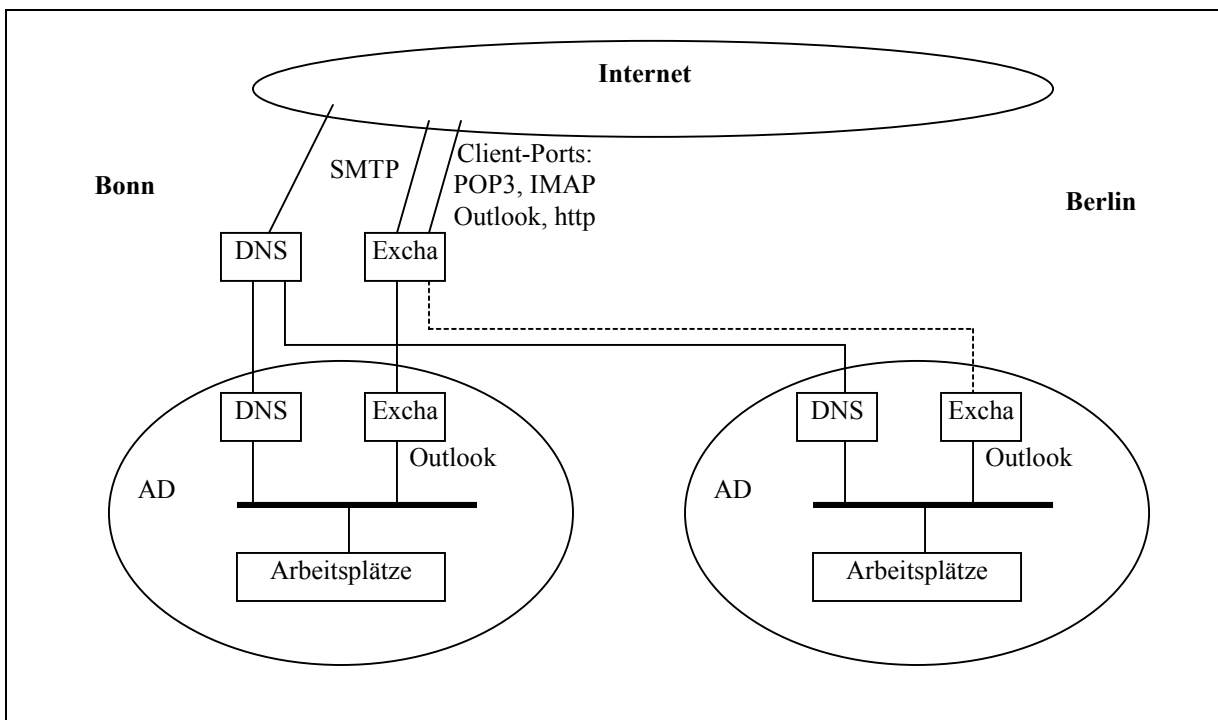 Internet
SMTP
Client-Ports:
POP3, IMAP
Outlook, http
Bonn
Berlin
DNS
Excha
DNS
Excha
DNS
Excha
Outlook
Outlook
AD
AD
Arbeitsplätze
Arbeitsplätze